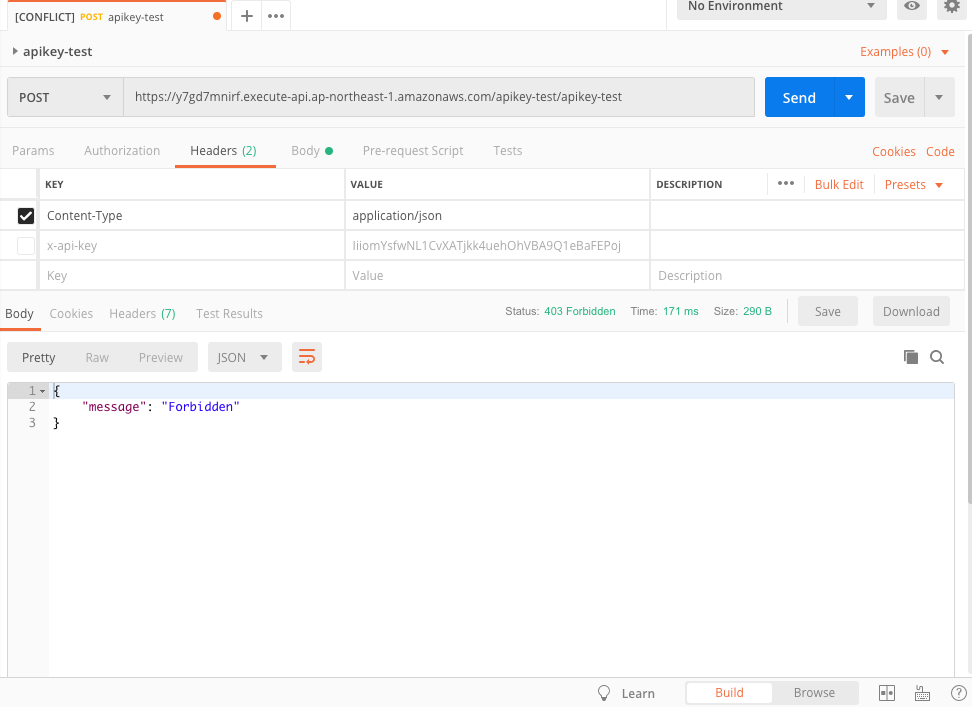 [CONFLICT] POST apikey-test
No Environment
apikey-test
Examples (0)
POST
https://y7gd7mnirf.execute-api.ap-northeast-1.amazonaws.com/apikey-test/apikey-test
Send
Save
Params Authorization Headers (2) Body Pre-request Script Tests Cookies Code
KEY VALUE DESCRIPTION Bulk Edit Presets
Content-Type application/json
x-api-key IiiomYsfwNL1CvXATjkk4uehOhVBA9Q1eBaFEPoj
Key Value Description
Body Cookies Headers (7) Test Results Status: 403 Forbidden Time: 171 ms Size: 290 B Save Download
Pretty Raw Preview JSON
1 {
2 "message": "Forbidden"
3 }
Learn Build Browse